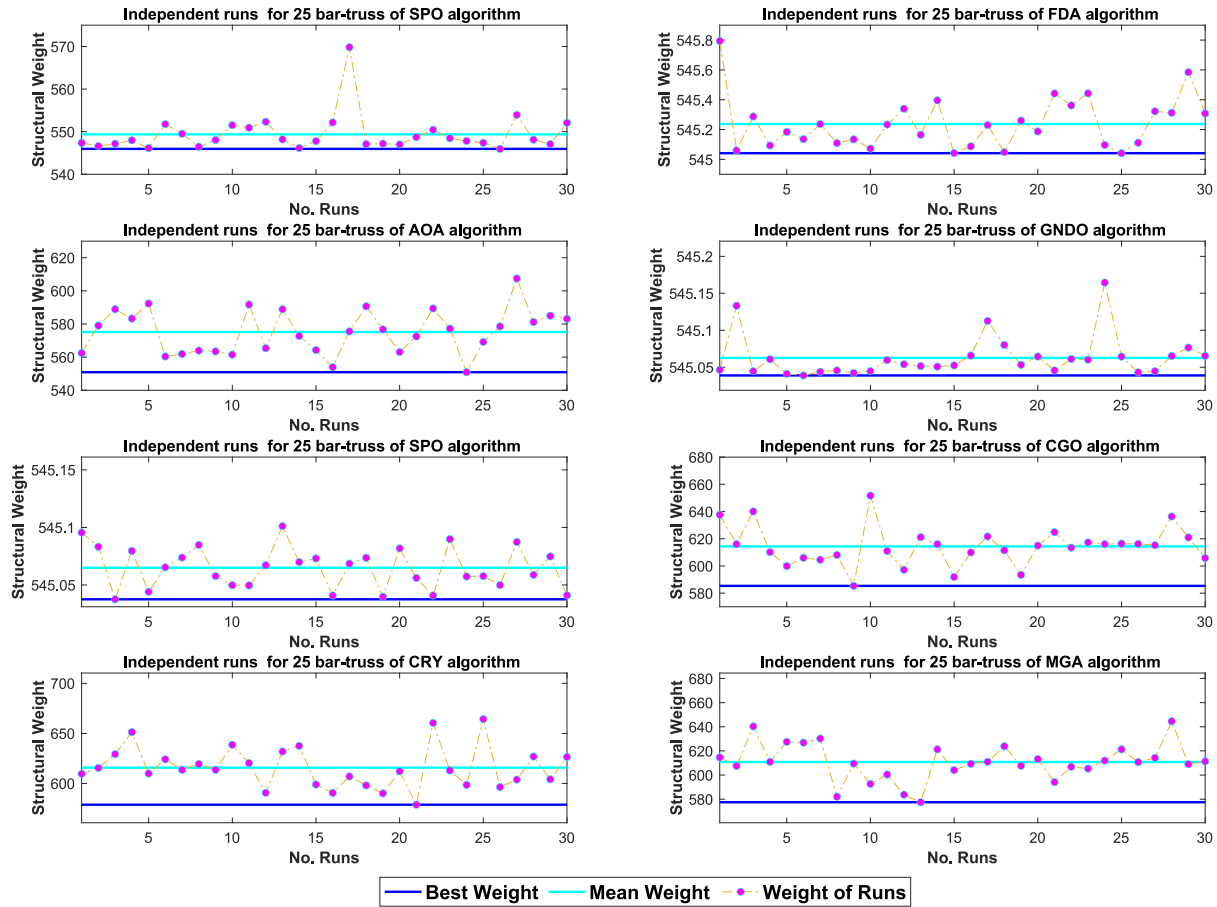 Independent runs for 25 bar-truss of SPO algorithm
Structural Weight
570
560
550
540
5 10 15 20 25 30
No. Runs
Independent runs for 25 bar-truss of FDA algorithm
Structural Weight
545.8
545.6
545.4
545.2
545
5 10 15 20 25 30
No. Runs
Independent runs for 25 bar-truss of AOA algorithm
Structural Weight
620
600
580
560
540
5 10 15 20 25 30
No. Runs
Independent runs for 25 bar-truss of GNDO algorithm
Structural Weight
545.2
545.15
545.1
545.05
5 10 15 20 25 30
No. Runs
Independent runs for 25 bar-truss of SPO algorithm
Structural Weight
545.15
545.1
545.05
5 10 15 20 25 30
No. Runs
Independent runs for 25 bar-truss of CGO algorithm
Structural Weight
680
660
640
620
600
580
5 10 15 20 25 30
No. Runs
Independent runs for 25 bar-truss of CRY algorithm
Structural Weight
700
650
600
5 10 15 20 25 30
No. Runs
Independent runs for 25 bar-truss of MGA algorithm
Structural Weight
680
660
640
620
600
580
5 10 15 20 25 30
No. Runs
Best Weight Mean Weight Weight of Runs